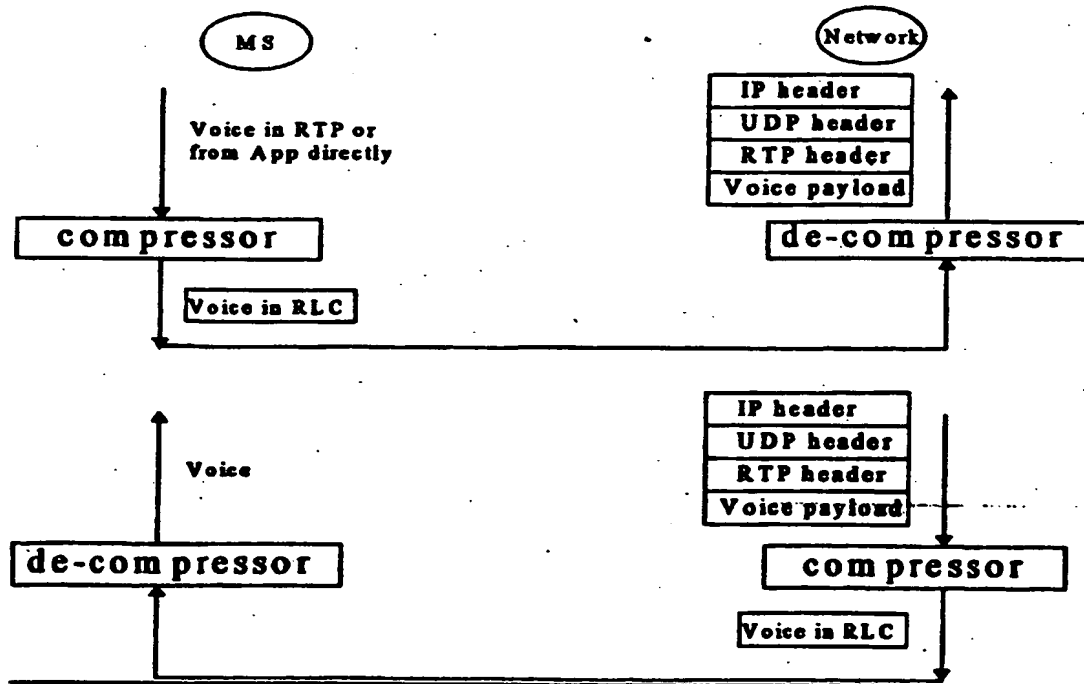 MS
Network
Voice in RTP or
from App directly
IP header
UDP header
RTP header
Voice payload
compressor
de-compressor
Voice in RLC
Voice
IP header
UDP header
RTP header
Voice payload
de-compressor
compressor
Voice in RLC